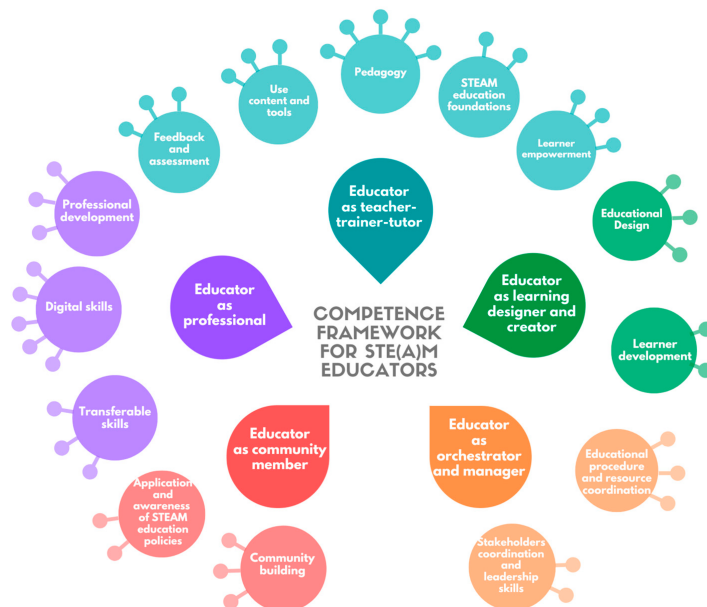 Pedagogy
STEAM
education
foundations
Use
content and
tools
Feedback
and
assessment
Learner
empowerment
Professional
development
Educational
Design
Educator
as teacher-
trainer-tutor
Educator
as
professional
Educator
as learning
designer and
creator
Digital skills
COMPETENCE
FRAMEWORK
FOR STE(A)M
EDUCATORS
Learner
development
Transferable
skills
Educator
as community
member
Educator
as
orchestrator
and manager
Educational
procedure
and resource
coordination
Application
and
awareness of STEAM
education
policies
Community
building
Stakeholders
coordination
and
leadership
skills